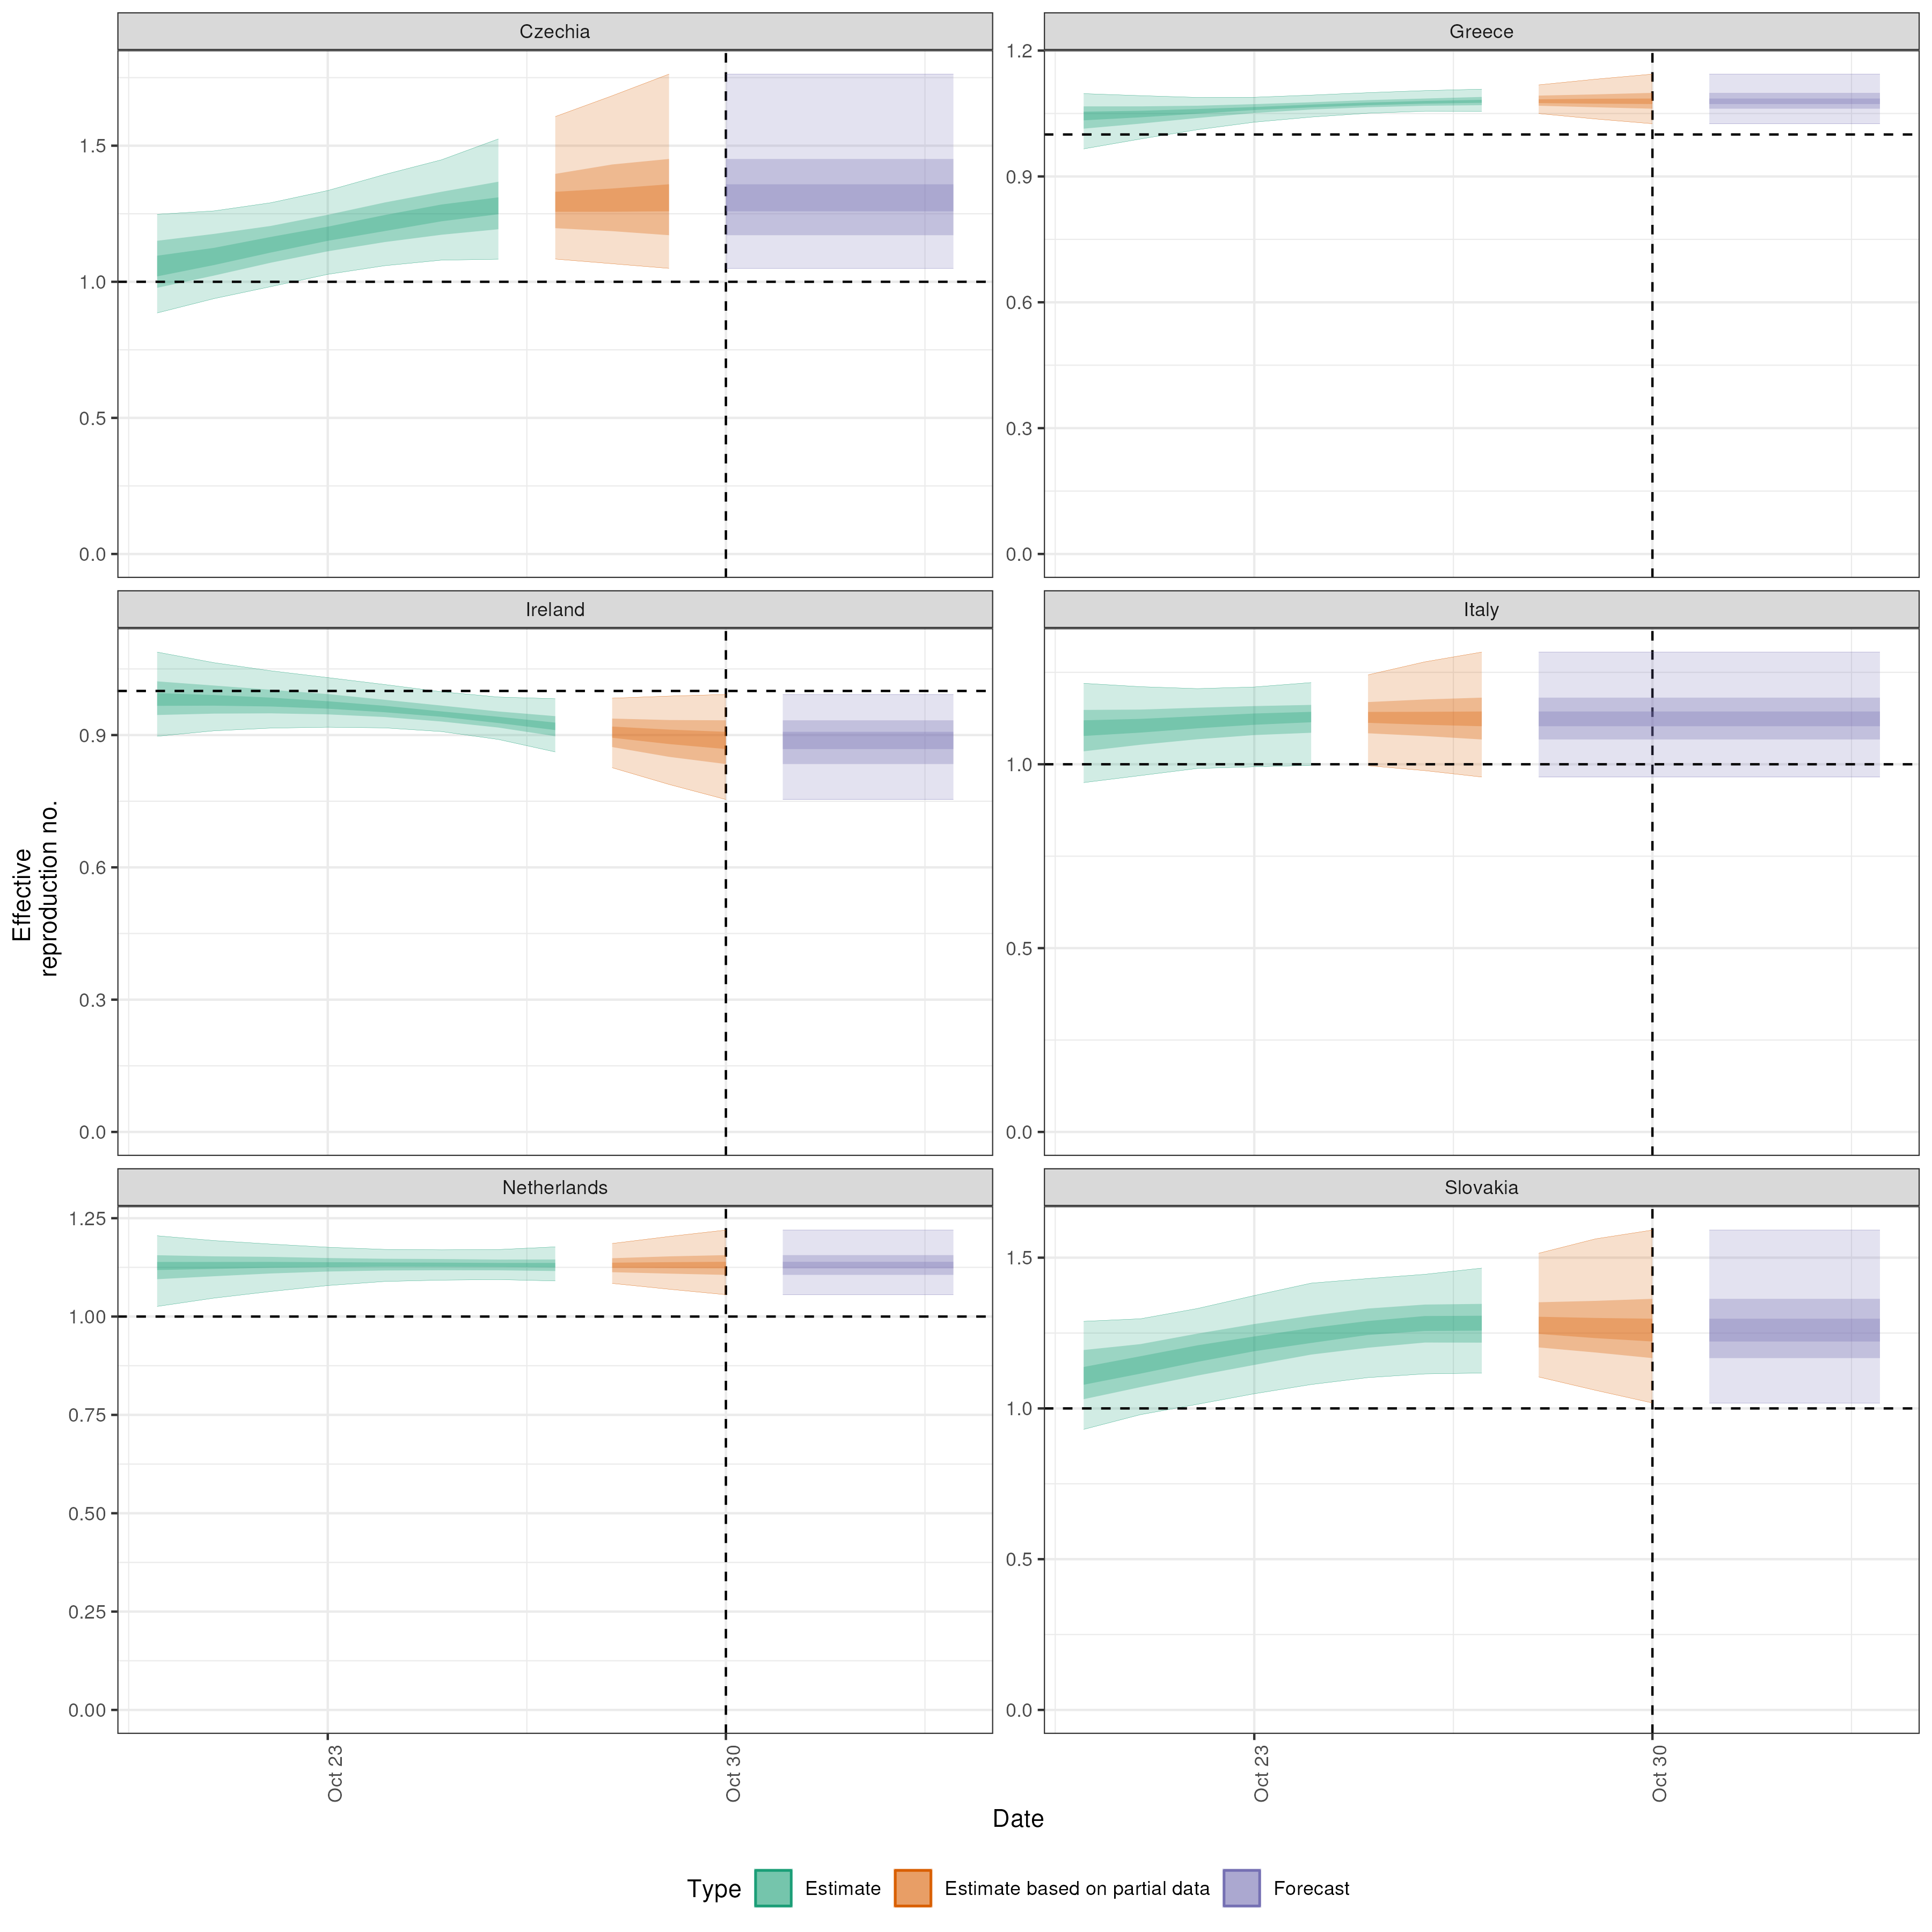 Czechia
Greece
1.5
1.0
0.5
0.0
1.2
0.9
0.6
0.3
0.0
Ireland
Italy
0.9
0.6
0.3
0.0
1.0
0.5
0.0
Netherlands
Slovakia
1.25
1.00
0.75
0.50
0.25
0.00
1.5
1.0
0.5
0.0
Effective
reproduction no.
Oct 23
Oct 30
Oct 23
Oct 30
Date
Type Estimate Estimate based on partial data Forecast